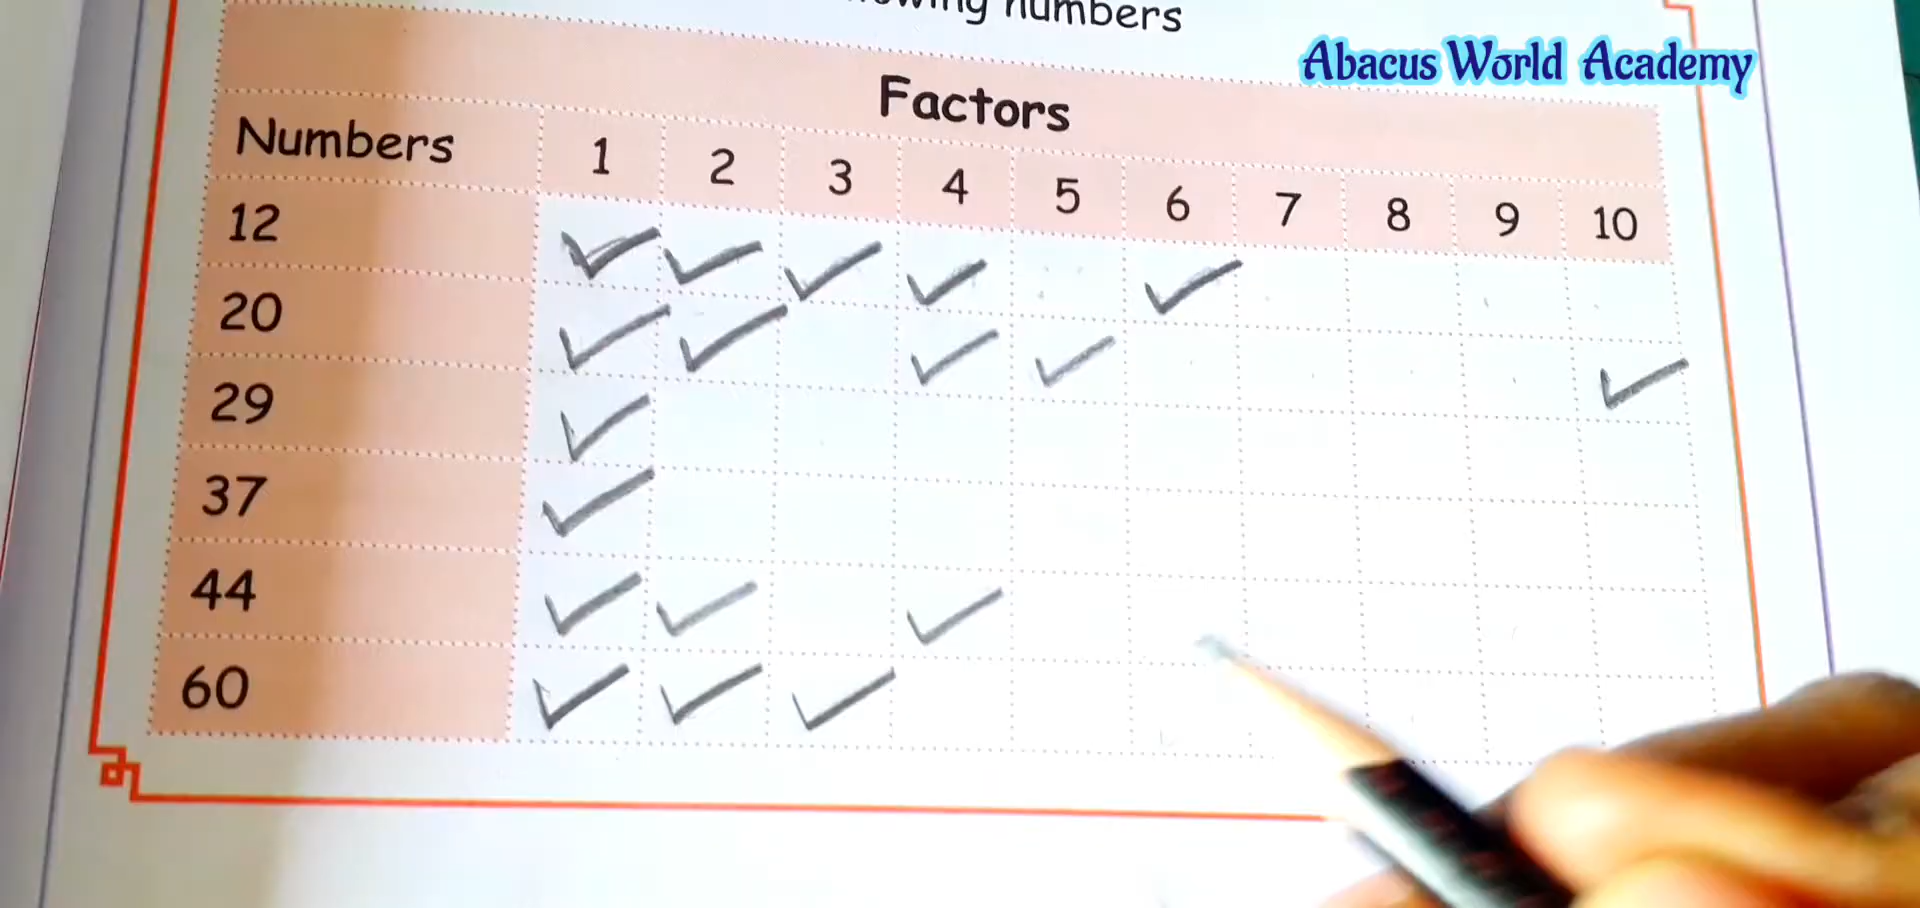 numbers
Abacus World Academy
Factors
Numbers 1 2 3 4 5 6 7 8 9 10
12 ✓ ✓ ✓ ✓ ✓
20 ✓ ✓ ✓ ✓ ✓
29 ✓
37 ✓
44 ✓ ✓ ✓
60 ✓ ✓ ✓